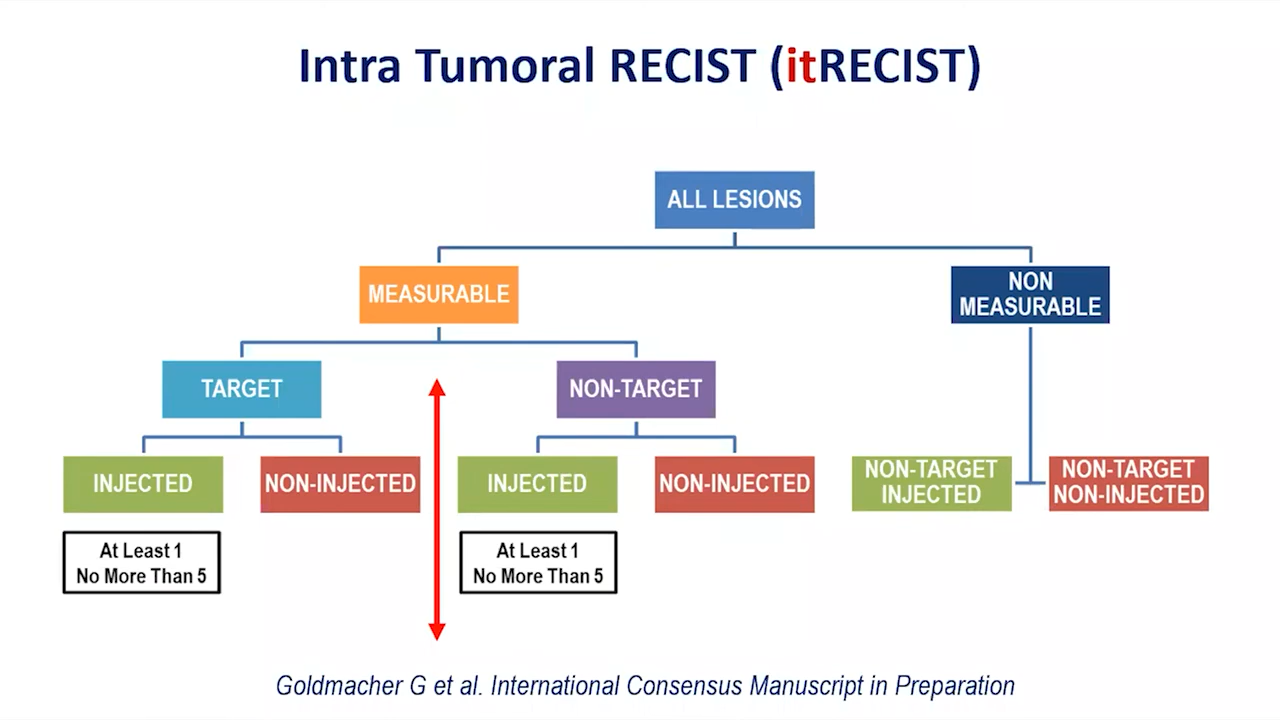 Intra Tumoral RECIST (itRECIST)
ALL LESIONS
MEASURABLE
NON
MEASURABLE
TARGET
NON-TARGET
INJECTED
NON-INJECTED
INJECTED
NON-INJECTED
NON-TARGET
INJECTED
NON-TARGET
NON-INJECTED
At Least 1
No More Than 5
At Least 1
No More Than 5
Goldmacher G et al. International Consensus Manuscript in Preparation